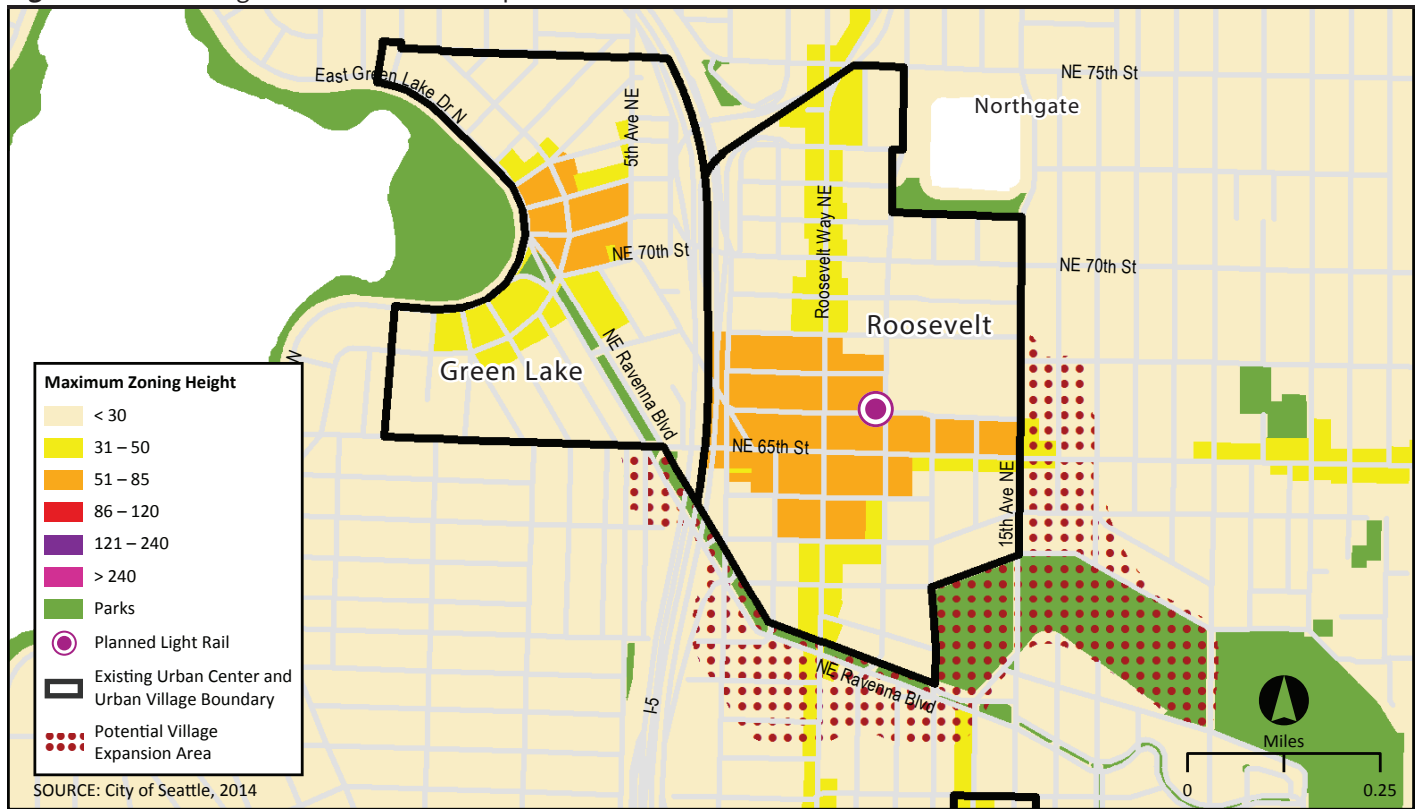 East Green Lake Dr N
5th Ave NE
NE 75th St
Northgate
Roosevelt Way NE
NE 70th St
NE 70th St
Roosevelt
NE Ravenna Blvd
Green Lake
N
NE 65th St
15th Ave NE
NE Ravenna Blvd
I-5
Maximum Zoning Height
< 30
31 – 50
51 – 85
86 – 120
121 – 240
> 240
Parks
Planned Light Rail
Existing Urban Center and
Urban Village Boundary
Potential Village
Expansion Area
SOURCE: City of Seattle, 2014
Miles
0 0.25